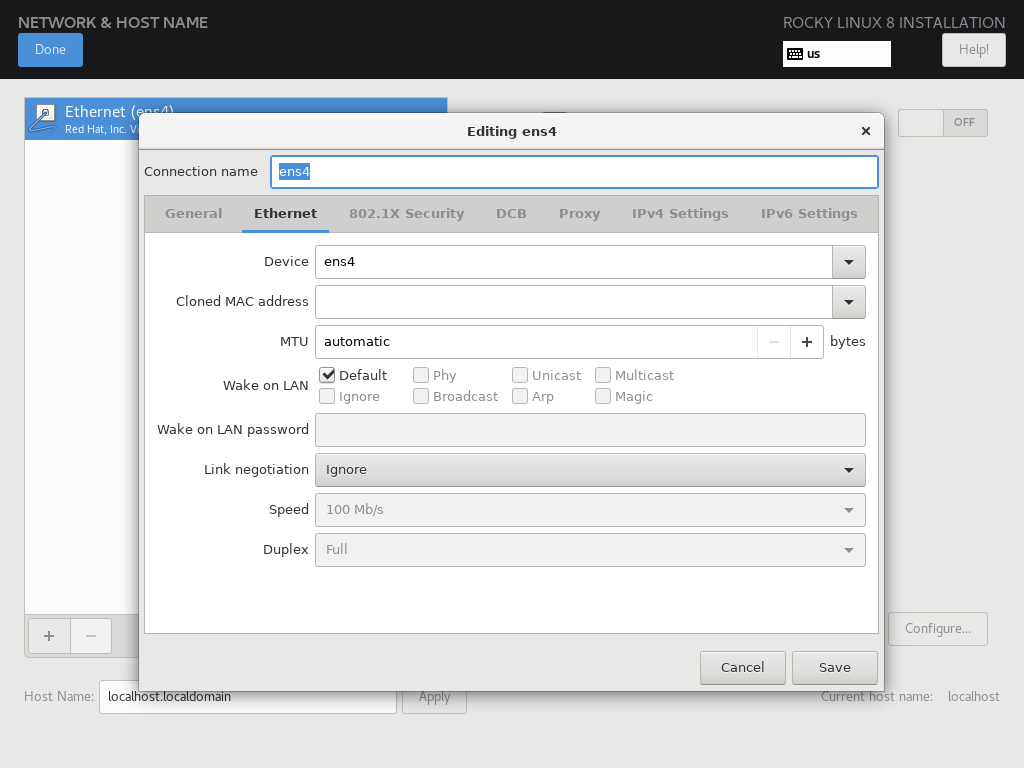 NETWORK & HOST NAME
ROCKY LINUX 8 INSTALLATION
Done
us
Help!
Ethernet (ens4)
Red Hat, Inc. Vi
OFF
Editing ens4
Connection name ens4
General Ethernet 802.1X Security DCB Proxy IPv4 Settings IPv6 Settings
Device ens4
Cloned MAC address
MTU automatic bytes
Wake on LAN
Default Phy Unicast Multicast
Ignore Broadcast Arp Magic
Wake on LAN password
Link negotiation Ignore
Speed 100 Mb/s
Duplex Full
Configure...
Cancel Save
Host Name: localhost.localdomain Apply Current host name: localhost